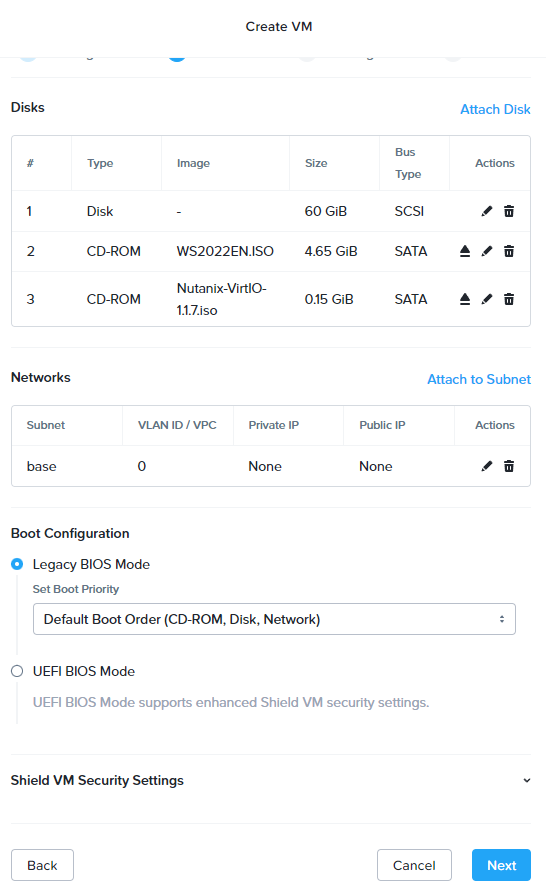 Create VM
Disks
Attach Disk
# Type Image Size Bus Type Actions
1 Disk - 60 GiB SCSI
2 CD-ROM WS2022EN.ISO 4.65 GiB SATA
3 CD-ROM Nutanix-VirtIO-1.1.7.iso 0.15 GiB SATA
Networks
Attach to Subnet
Subnet VLAN ID / VPC Private IP Public IP Actions
base 0 None None
Boot Configuration
Legacy BIOS Mode
Set Boot Priority
Default Boot Order (CD-ROM, Disk, Network)
UEFI BIOS Mode
UEFI BIOS Mode supports enhanced Shield VM security settings.
Shield VM Security Settings
Back Cancel Next